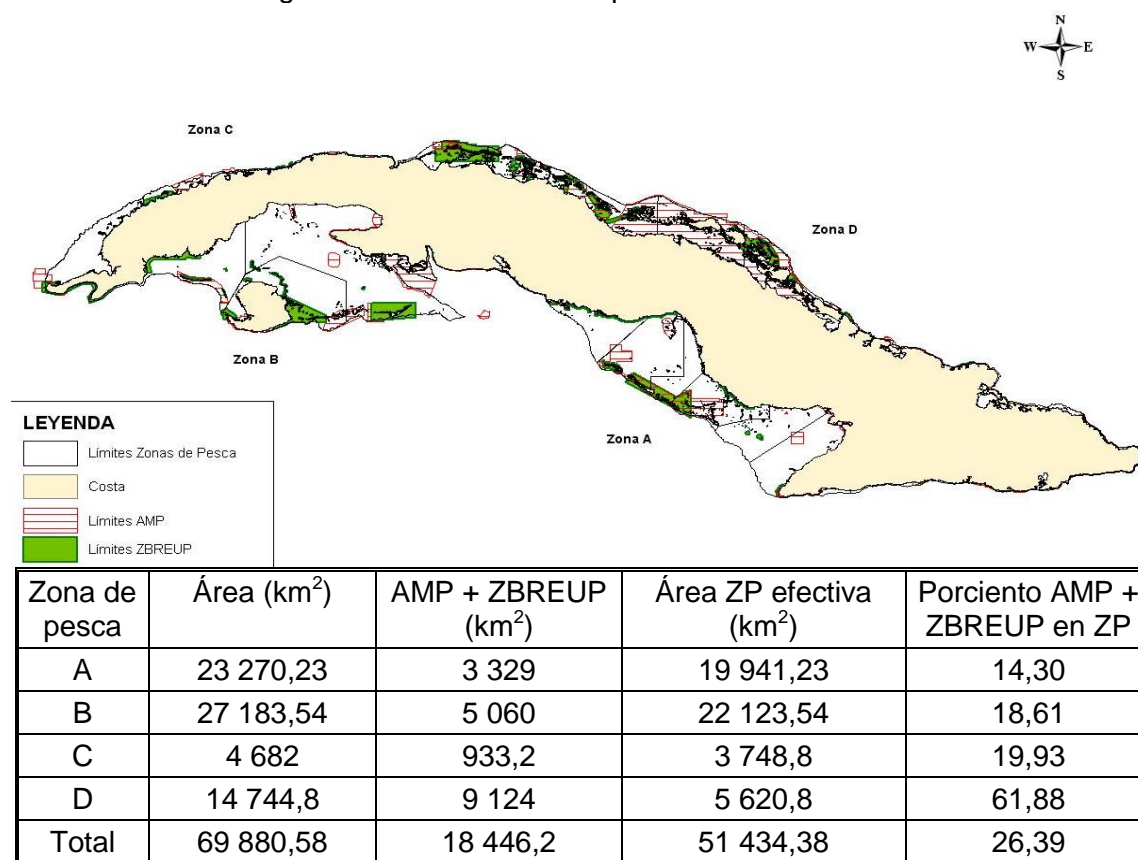 N
W E
S
Zona C
Zona D
Zona B
Zona A
LEYENDA
Límites Zonas de Pesca
Costa
Límites AMP
Límites ZBREUP
Zona de pesca Área (km²) AMP + ZBREUP (km²) Área ZP efectiva (km²) Porciento AMP + ZBREUP en ZP
A 23 270,23 3 329 19 941,23 14,30
B 27 183,54 5 060 22 123,54 18,61
C 4 682 933,2 3 748,8 19,93
D 14 744,8 9 124 5 620,8 61,88
Total 69 880,58 18 446,2 51 434,38 26,39